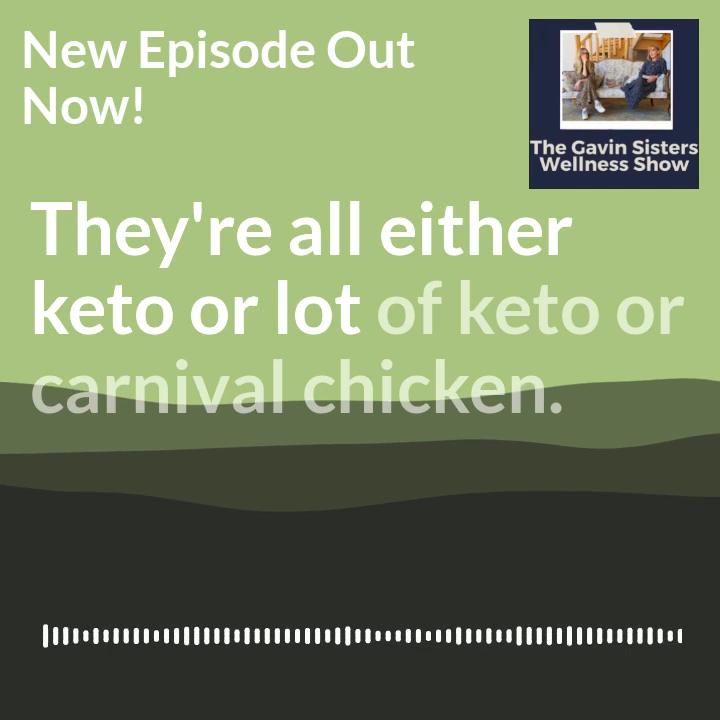 New Episode Out
Now!
The Gavin Sisters
Wellness Show
They're all either
keto or lot of keto or
carnival chicken.